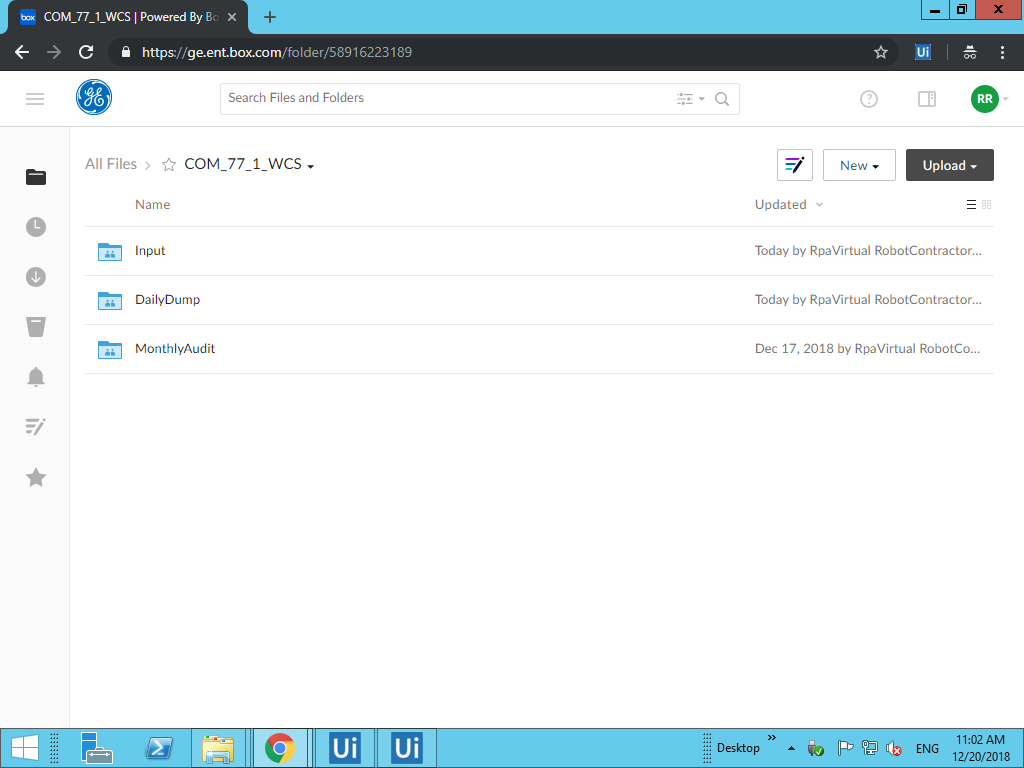 box COM_77_1_WCS | Powered By Bo
https://ge.ent.box.com/folder/58916223189
Ui
Search Files and Folders
RR
All Files
COM_77_1_WCS
New
Upload
Name
Updated
Input
Today by RpaVirtual RobotContractor...
DailyDump
Today by RpaVirtual RobotContractor...
MonthlyAudit
Dec 17, 2018 by RpaVirtual RobotCo...
Ui
Ui
Desktop
ENG
11:02 AM
12/20/2018